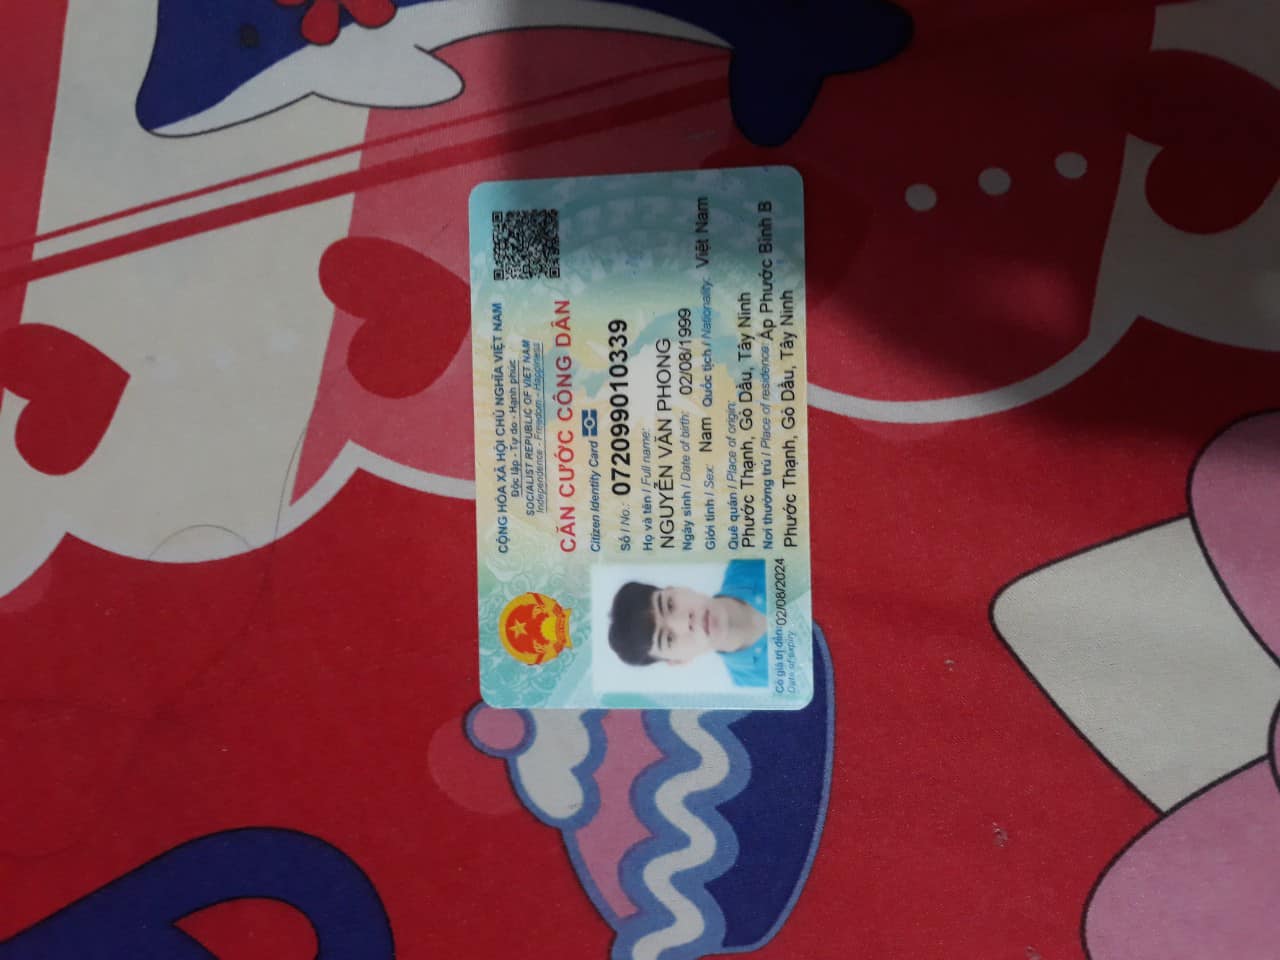 CỘNG HÒA XÃ HỘI CHỦ NGHĨA VIỆT NAM
Độc lập - Tự do - Hạnh phúc
SOCIALIST REPUBLIC OF VIET NAM
Independence - Freedom - Happiness
CĂN CƯỚC CÔNG DÂN
Citizen Identity Card
Số / No.: 072099010339
Họ và tên / Full name:
NGUYỄN VĂN PHONG
Ngày sinh / Date of birth: 02/08/1999
Giới tính / Sex: Nam Quốc tịch / Nationality: Việt Nam
Quê quán / Place of origin:
Phước Thạnh, Gò Dầu, Tây Ninh
Nơi thường trú / Place of residence: Ấp Phước Bình B
Phước Thạnh, Gò Dầu, Tây Ninh
Có giá trị đến: 02/08/2024
Date of expiry